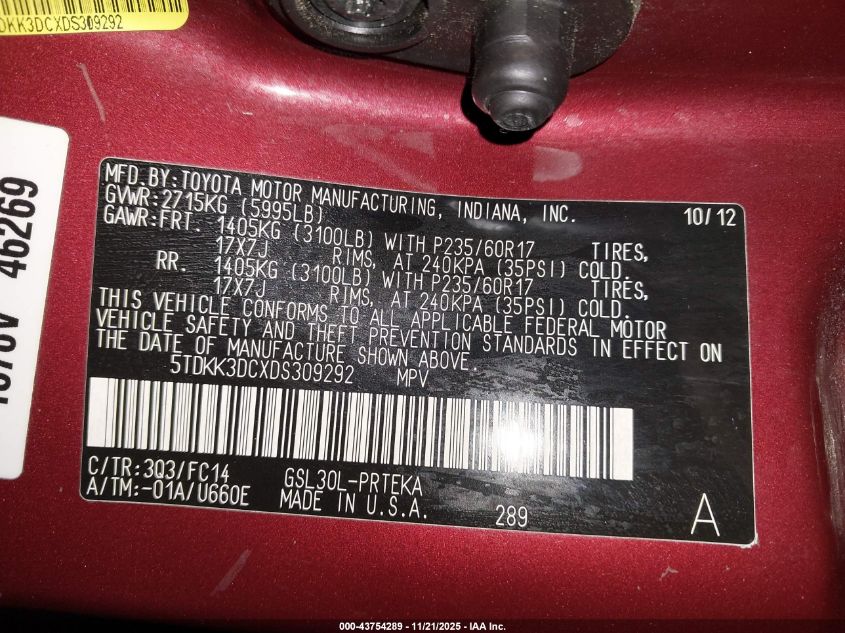 DKK3DCXDS309292
46269
MFD.BY:TOYOTA MOTOR MANUFACTURING, INDIANA, INC. 10/12
GVWR:2715KG (5995LB)
GAWR:FRT. 1405KG (3100LB) WITH P235/60R17 TIRES,
17X7J RIMS, AT 240KPA (35PSI) COLD.
RR. 1405KG (3100LB) WITH P235/60R17 TIRES,
17X7J RIMS, AT 240KPA (35PSI) COLD.
THIS VEHICLE CONFORMS TO ALL APPLICABLE FEDERAL MOTOR
VEHICLE SAFETY AND THEFT PREVENTION STANDARDS IN EFFECT ON
THE DATE OF MANUFACTURE SHOWN ABOVE.
5TDKK3DCXDS309292 MPV
C/TR:3Q3/FC14 GSL30L-PRTEKA
A/TM:-01A/U660E MADE IN U.S.A. 289 A
000-43754289 - 11/21/2025 - IAA Inc.